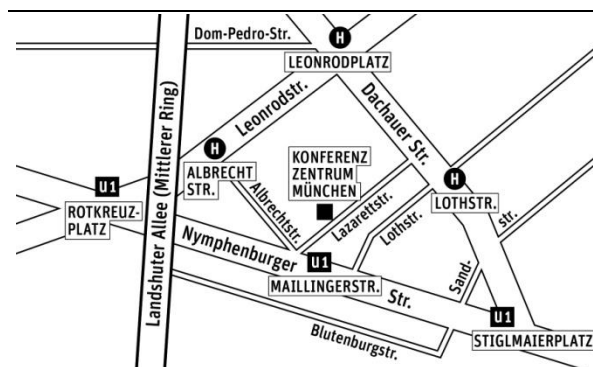 Dom-Pedro-Str.
H
LEONRODPLATZ
Landshuter Allee (Mittlerer Ring)
Leonrodstr.
Dachauer Str.
H
ALBRECHT
STR.
KONFERENZ
ZENTRUM
MÜNCHEN
H
LOTHSTR.
U1
ROTKREUZ-
PLATZ
Albrechtstr.
Lazarettstr.
Lothstr.
Sand-
str.
Nymphenburger
Str.
U1
MAILLINGERSTR.
U1
STIGLMAIERPLATZ
Blutenburgstr.